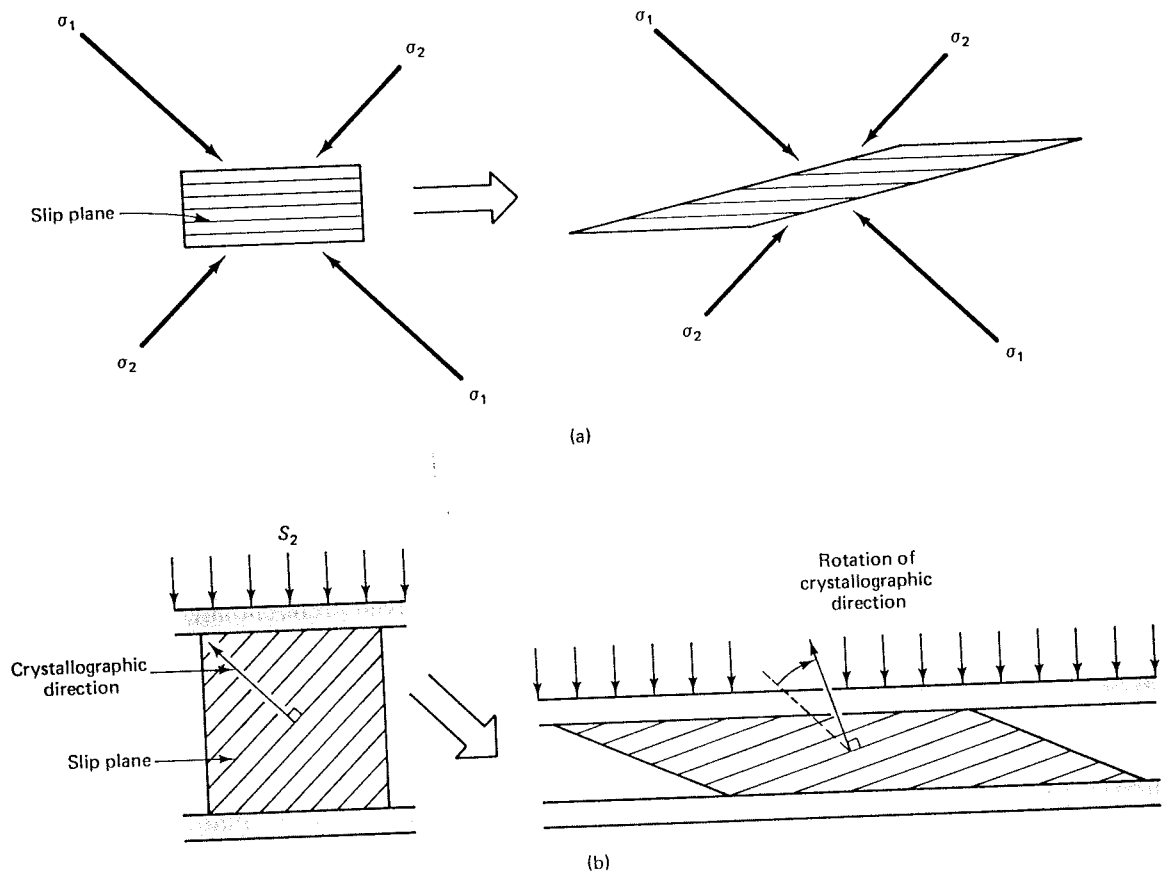 σ1
σ2
σ1
σ2
Slip plane
σ2
σ1
σ2
σ1
(a)
S2
Rotation of
crystallographic
direction
Crystallographic
direction
Slip plane
(b)